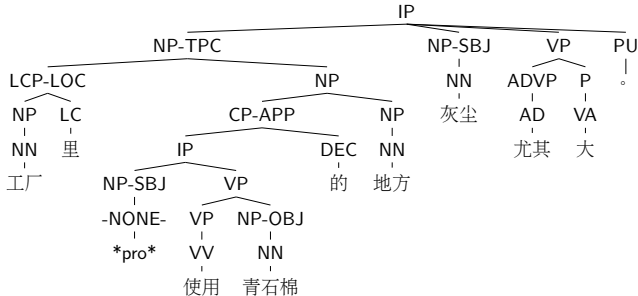 IP
NP-TPC NP-SBJ VP PU
LCP-LOC NP NN ADVP P 。
NP LC CP-APP NP 灰尘 AD VA
NN 里 IP DEC NN 尤其 大
工厂 NP-SBJ VP 的 地方
-NONE- VP NP-OBJ
*pro* VV NN
使用 青石棉